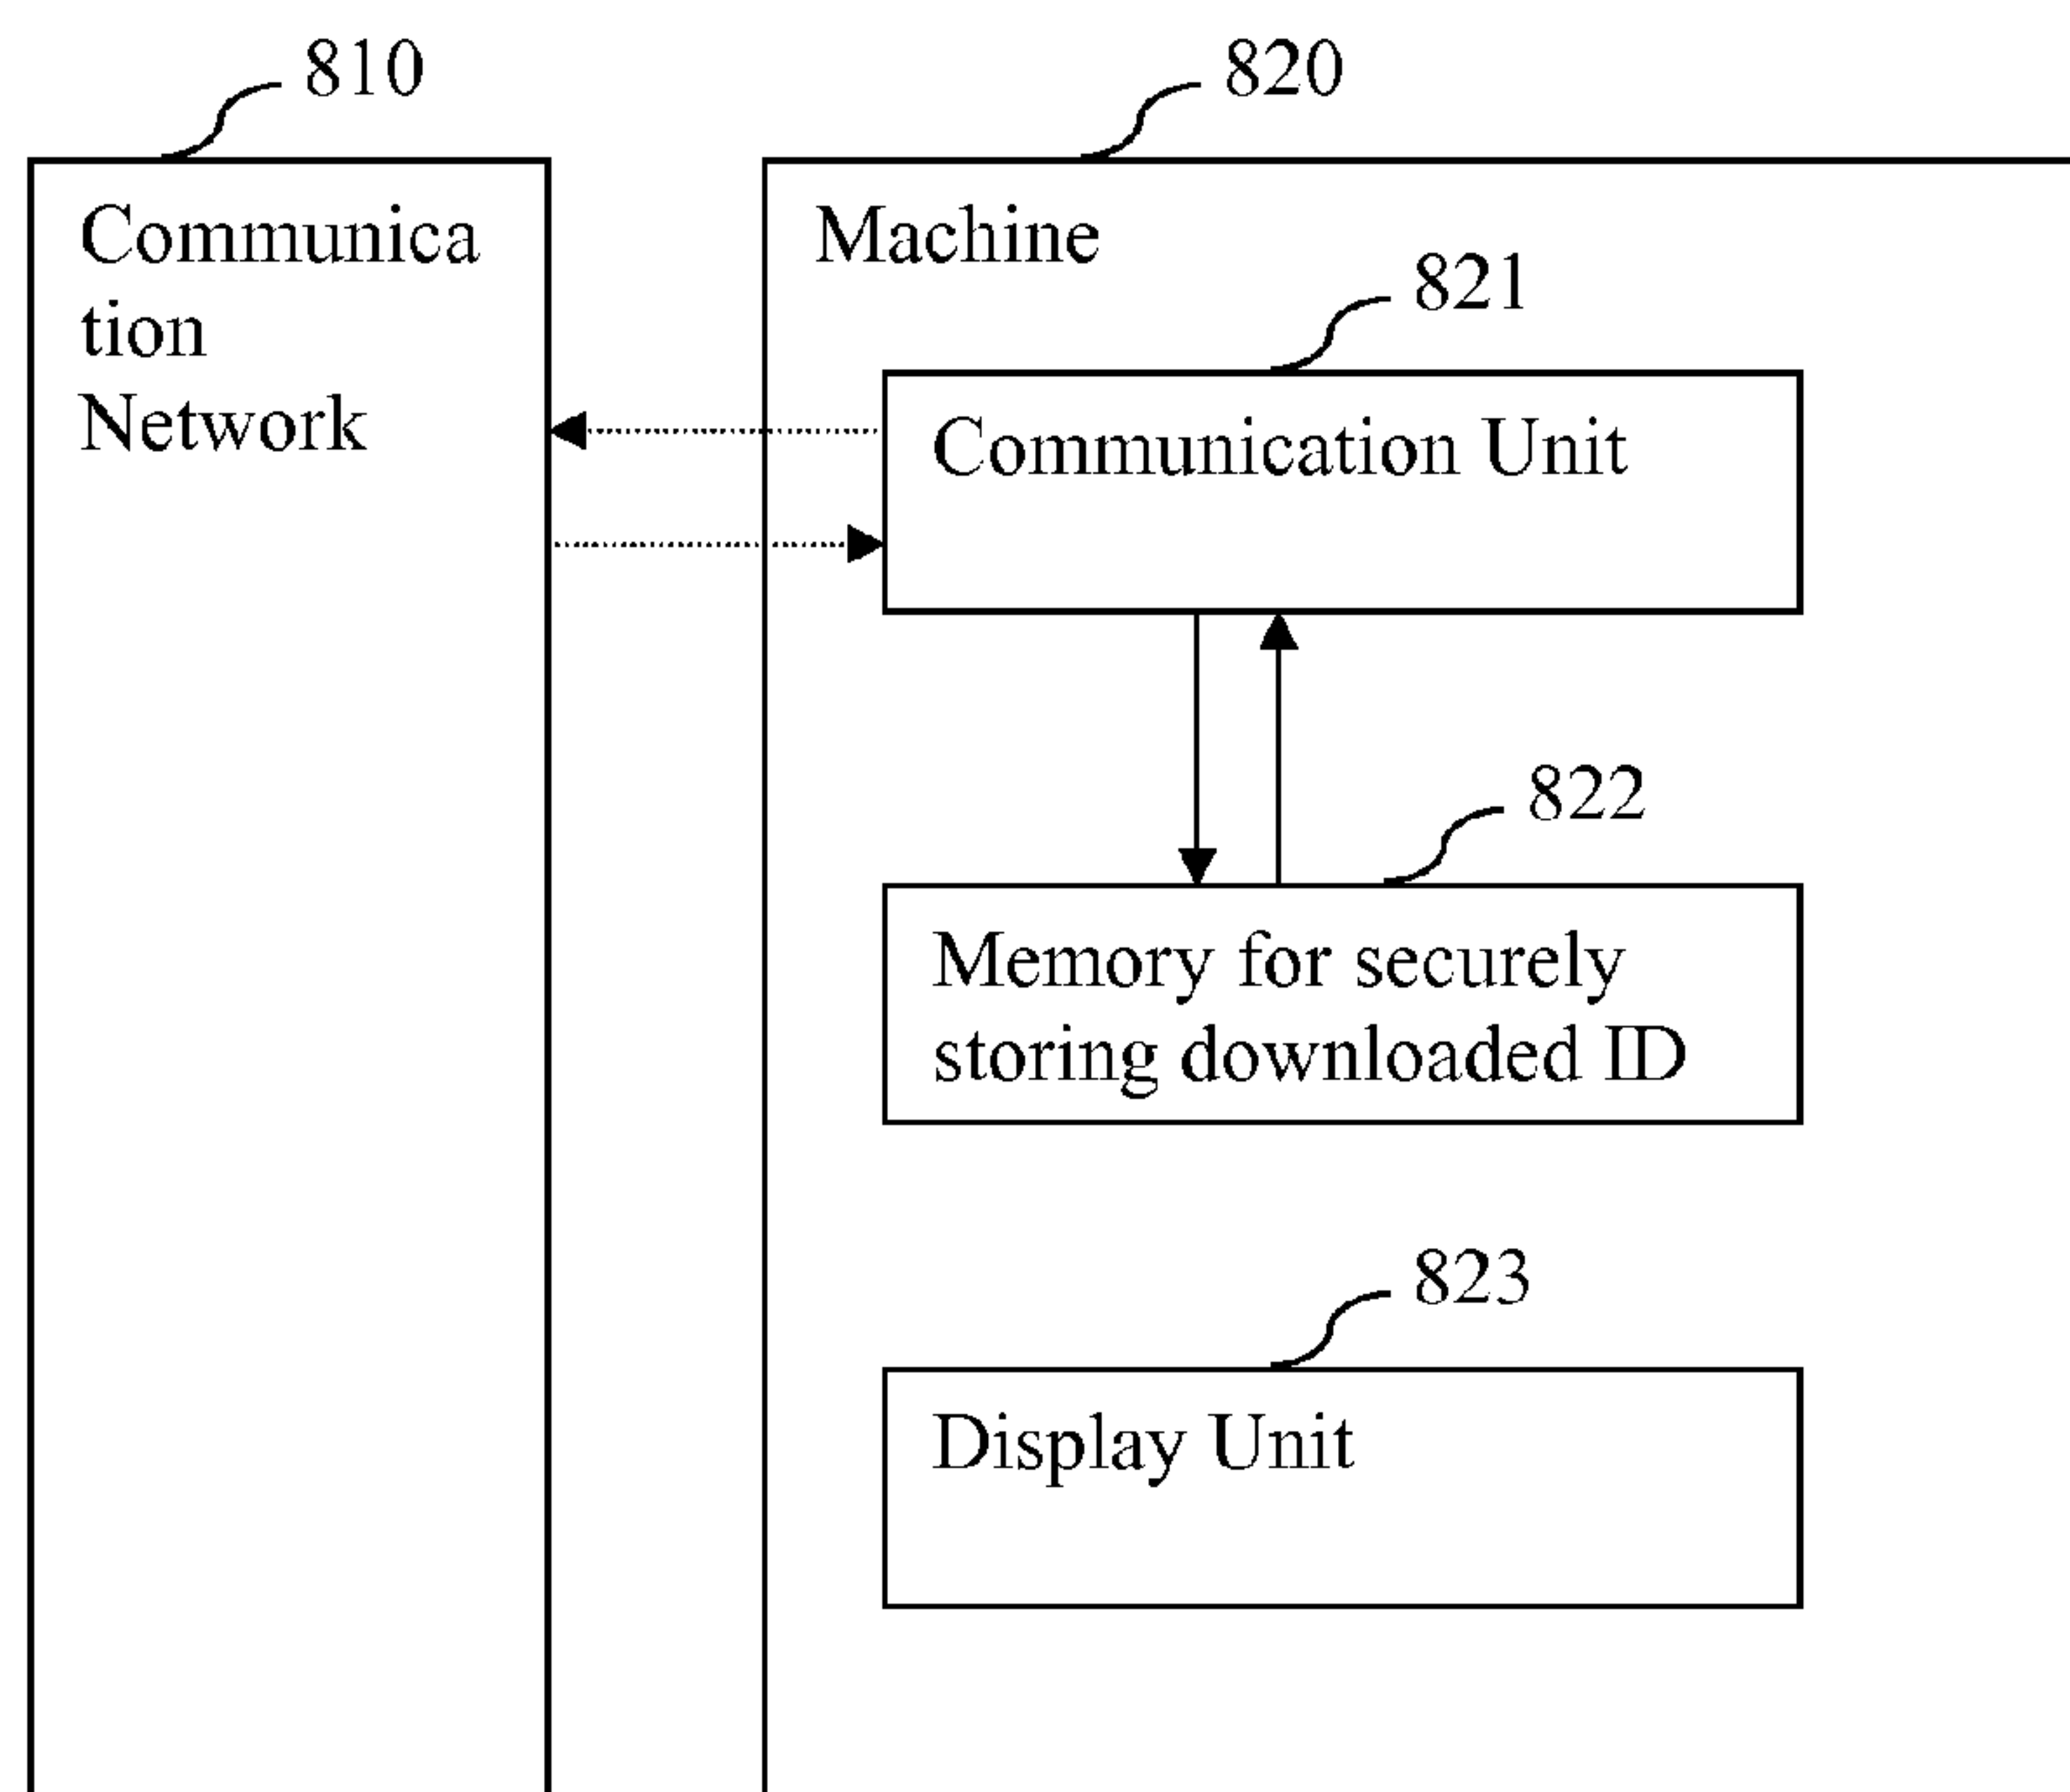 810
820
Communica
tion
Network
Machine
821
Communication Unit
822
Memory for securely
storing downloaded ID
823
Display Unit